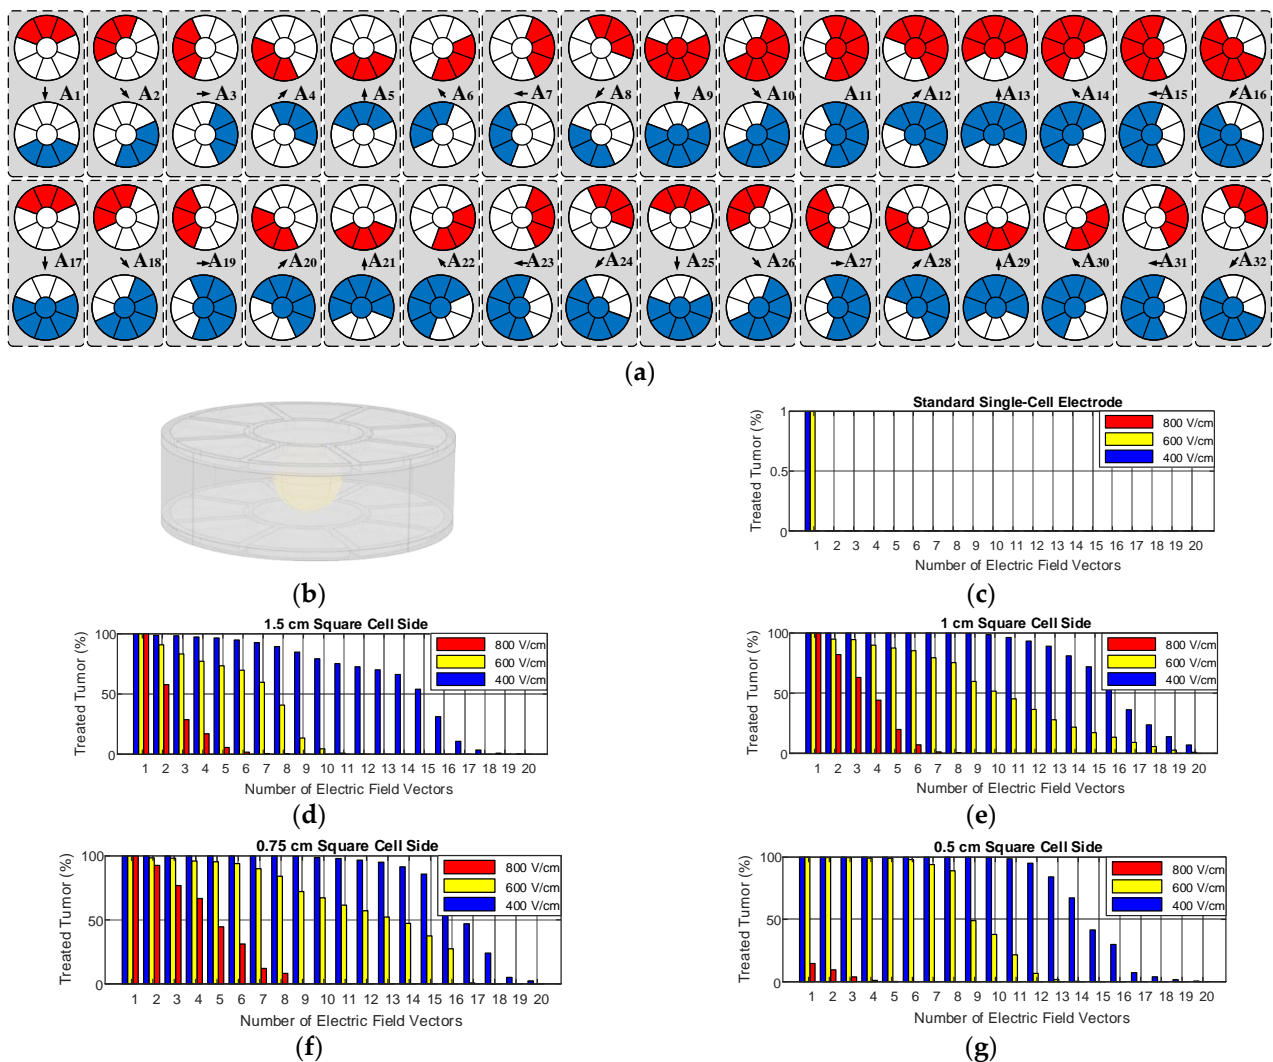 A1 A2 A3 A4 A5 A6 A7 A8 A9 A10 A11 A12 A13 A14 A15 A16
A17 A18 A19 A20 A21 A22 A23 A24 A25 A26 A27 A28 A29 A30 A31 A32
(a)
(b)
Standard Single-Cell Electrode
Treated Tumor (%)
1
0.5
0
800 V/cm
600 V/cm
400 V/cm
1 2 3 4 5 6 7 8 9 10 11 12 13 14 15 16 17 18 19 20
Number of Electric Field Vectors
(c)
1.5 cm Square Cell Side
Treated Tumor (%)
100
50
0
800 V/cm
600 V/cm
400 V/cm
1 2 3 4 5 6 7 8 9 10 11 12 13 14 15 16 17 18 19 20
Number of Electric Field Vectors
(d)
1 cm Square Cell Side
Treated Tumor (%)
100
50
0
800 V/cm
600 V/cm
400 V/cm
1 2 3 4 5 6 7 8 9 10 11 12 13 14 15 16 17 18 19 20
Number of Electric Field Vectors
(e)
0.75 cm Square Cell Side
Treated Tumor (%)
100
50
0
800 V/cm
600 V/cm
400 V/cm
1 2 3 4 5 6 7 8 9 10 11 12 13 14 15 16 17 18 19 20
Number of Electric Field Vectors
(f)
0.5 cm Square Cell Side
Treated Tumor (%)
100
50
0
800 V/cm
600 V/cm
400 V/cm
1 2 3 4 5 6 7 8 9 10 11 12 13 14 15 16 17 18 19 20
Number of Electric Field Vectors
(g)